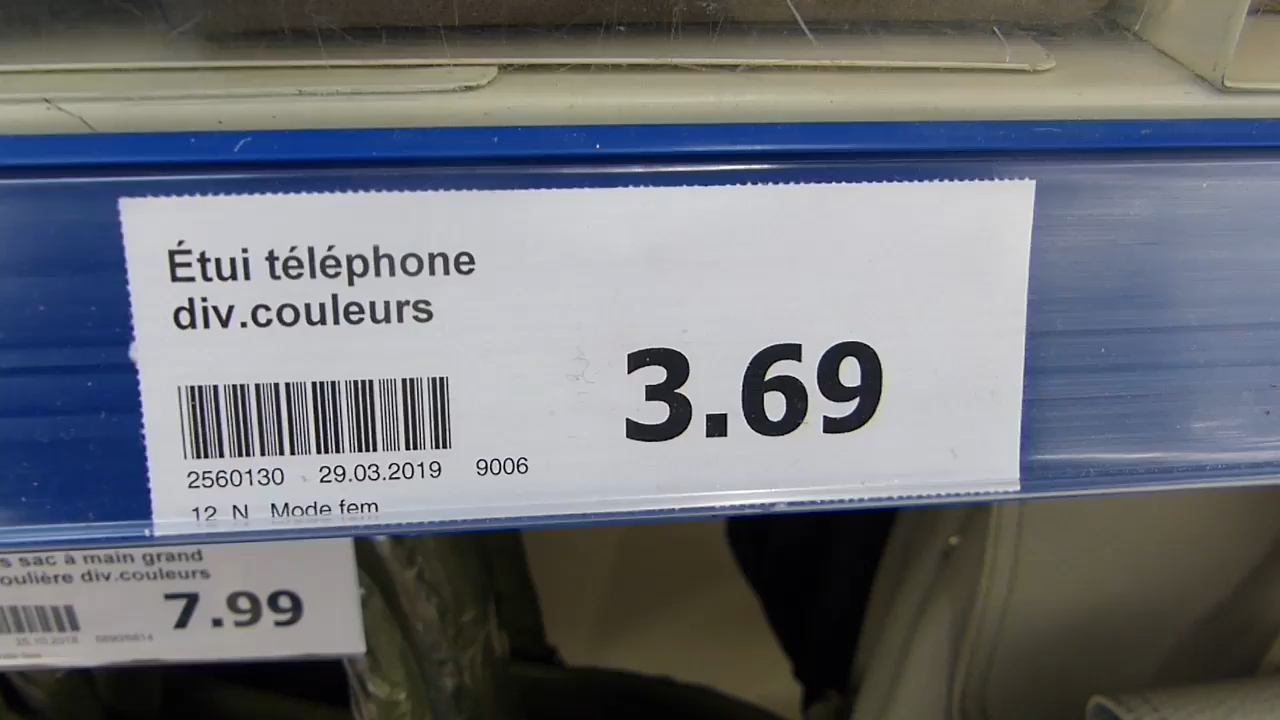 Étui téléphone
div.couleurs
3.69
2560130 29.03.2019 9006
12 N Mode fem
s sac à main grand
oulière div.couleurs
7.99